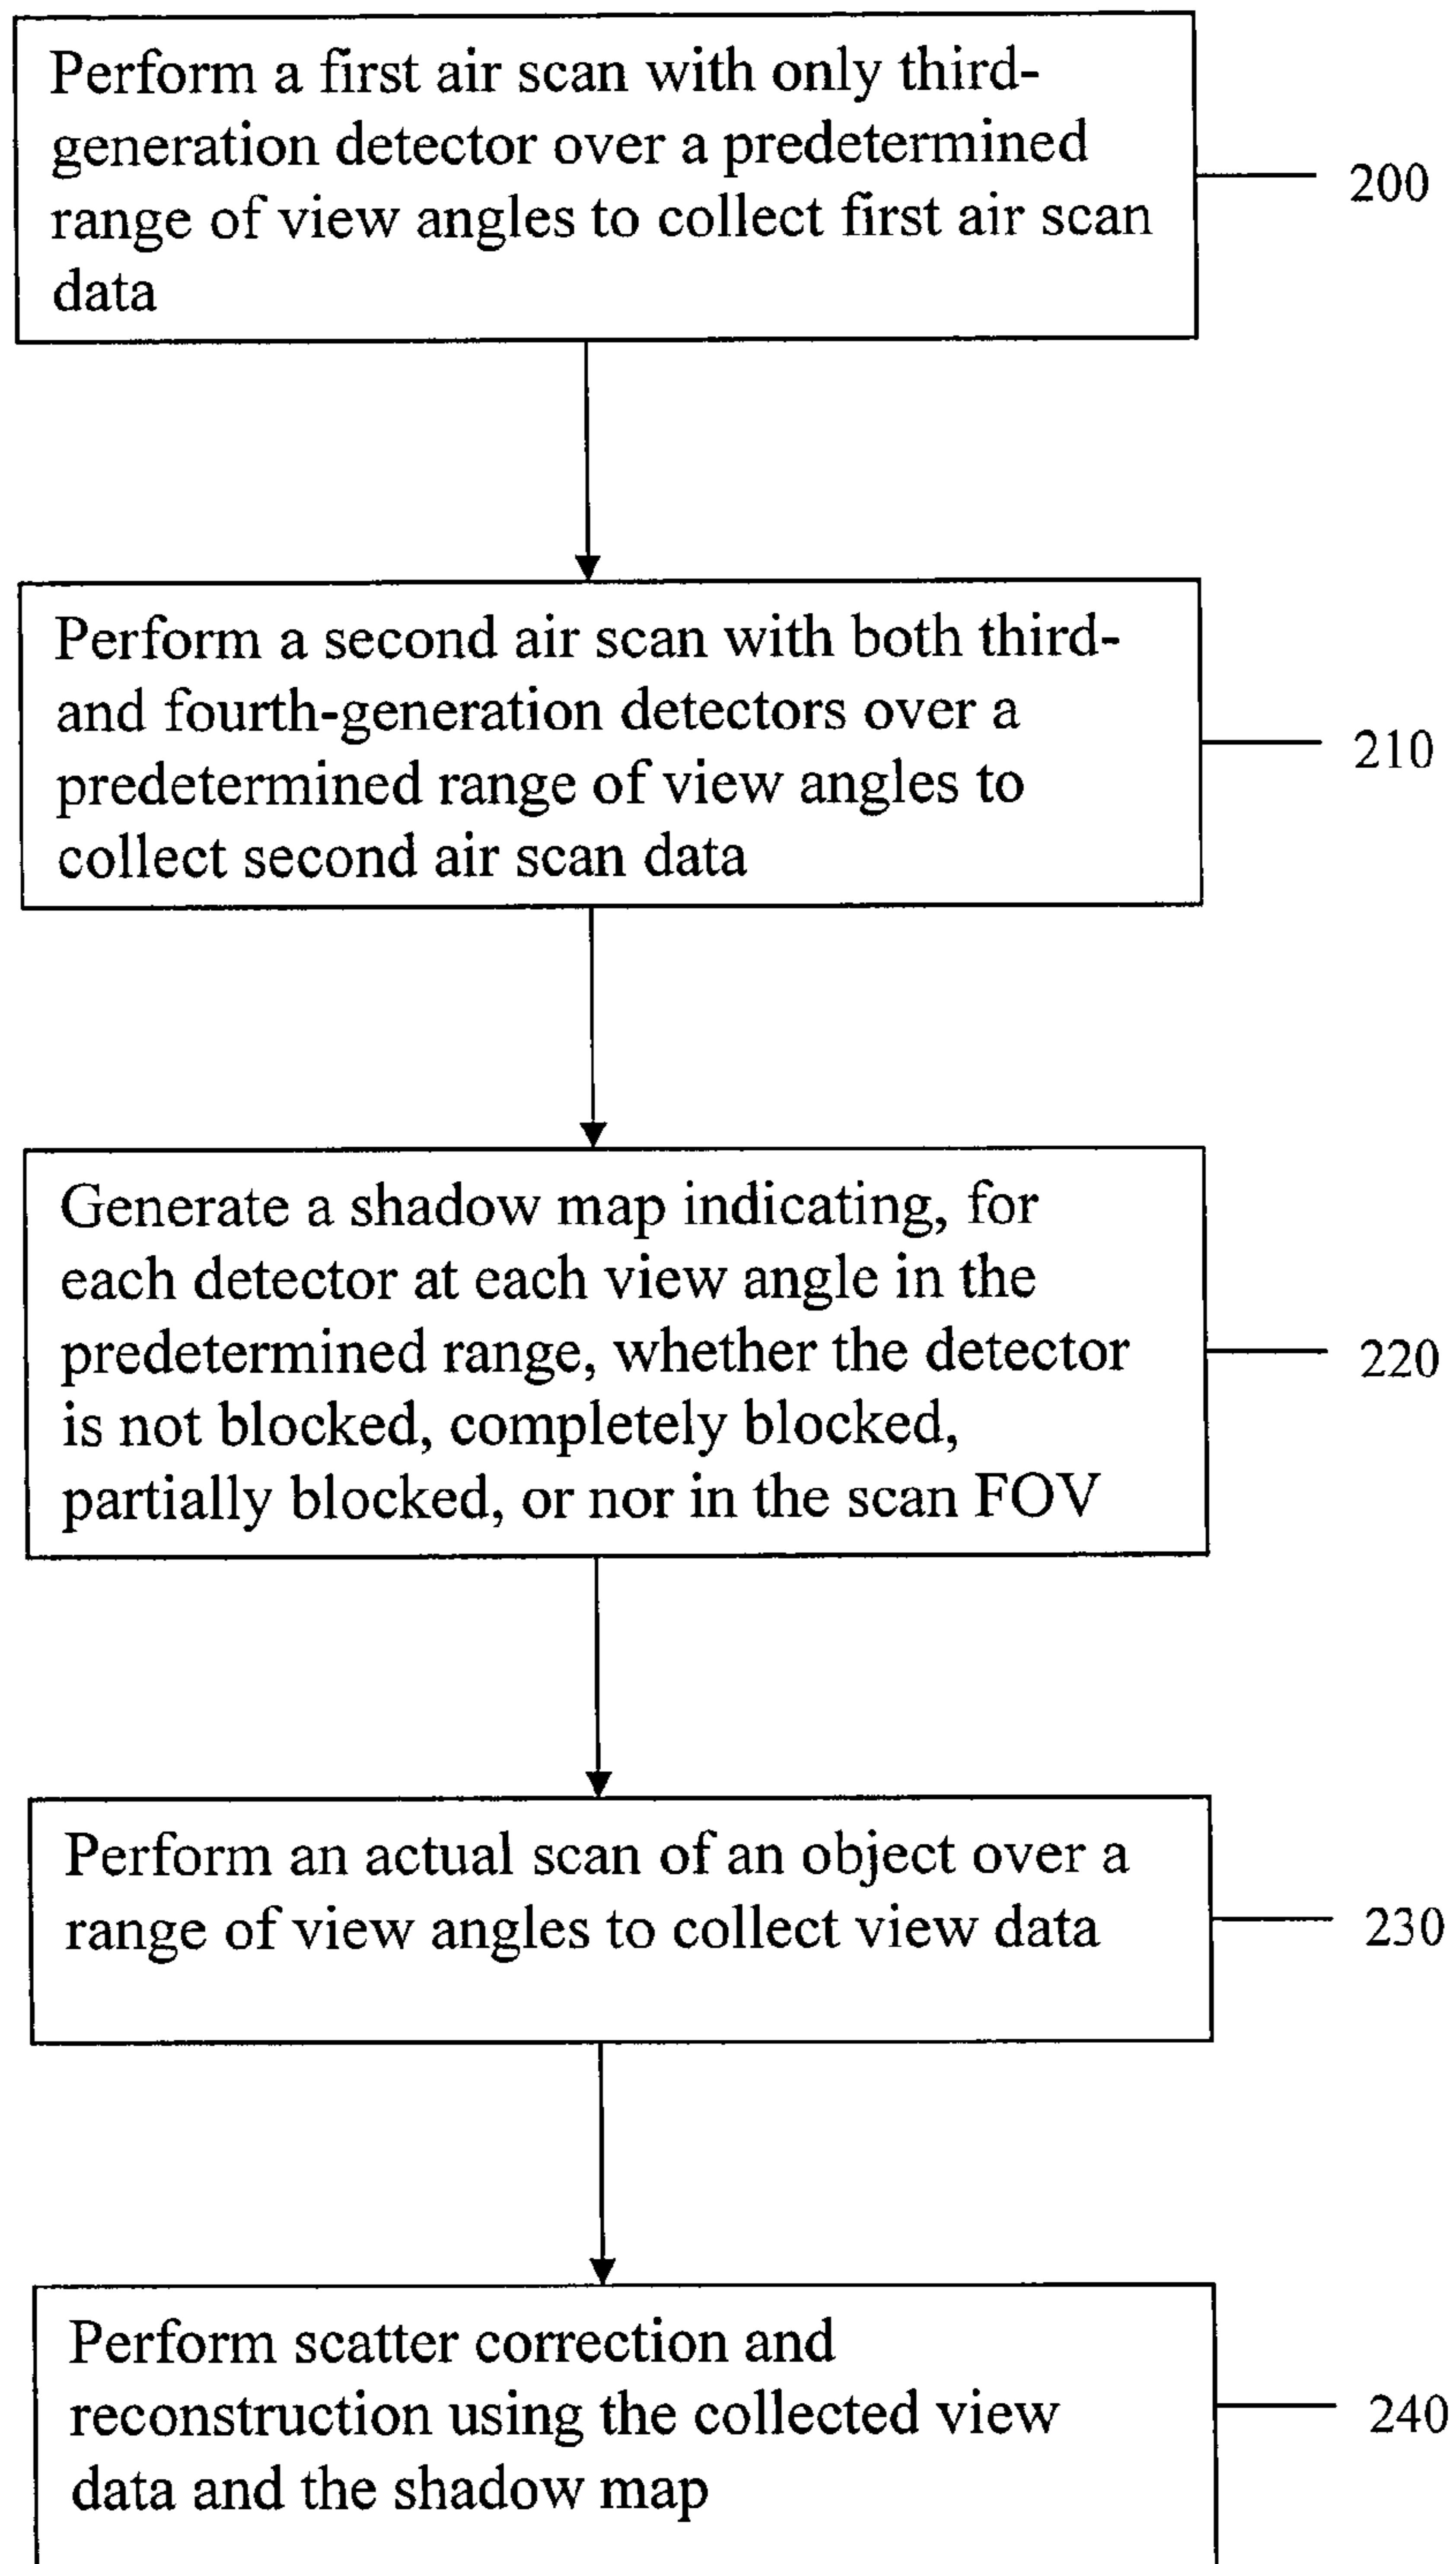 Perform a first air scan with only third-
generation detector over a predetermined
range of view angles to collect first air scan
data
200
Perform a second air scan with both third-
and fourth-generation detectors over a
predetermined range of view angles to
collect second air scan data
210
Generate a shadow map indicating, for
each detector at each view angle in the
predetermined range, whether the detector
is not blocked, completely blocked,
partially blocked, or nor in the scan FOV
220
Perform an actual scan of an object over a
range of view angles to collect view data
230
Perform scatter correction and
reconstruction using the collected view
data and the shadow map
240